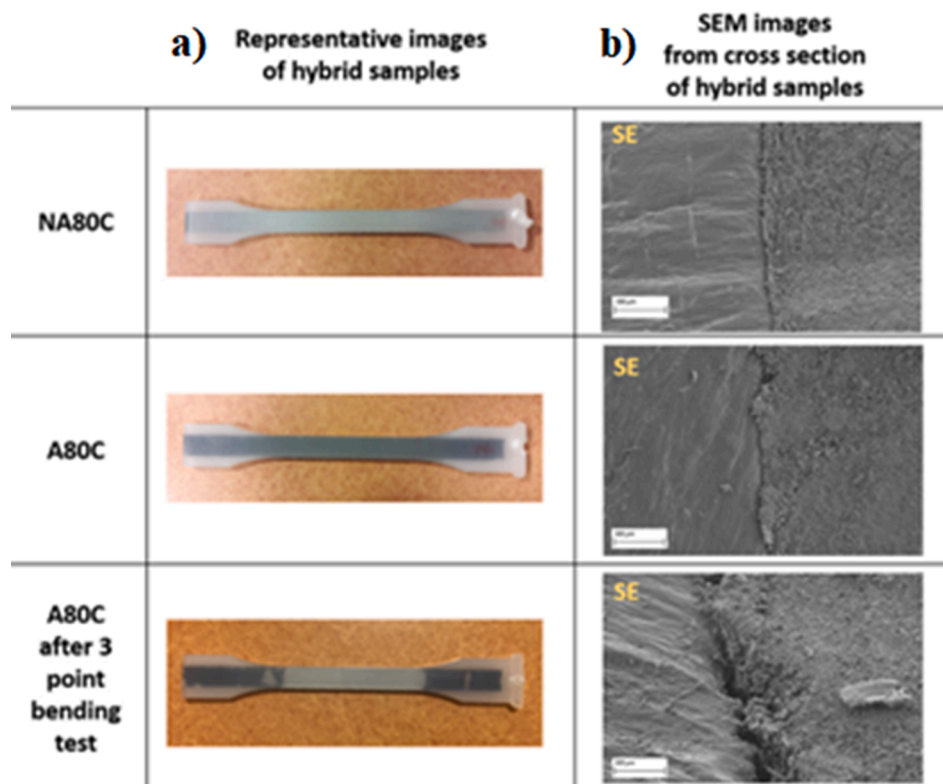 a)
Representative images
of hybrid samples
b)
SEM images
from cross section
of hybrid samples
NA80C
SE
A80C
SE
A80C
after 3
point
bending
test
SE